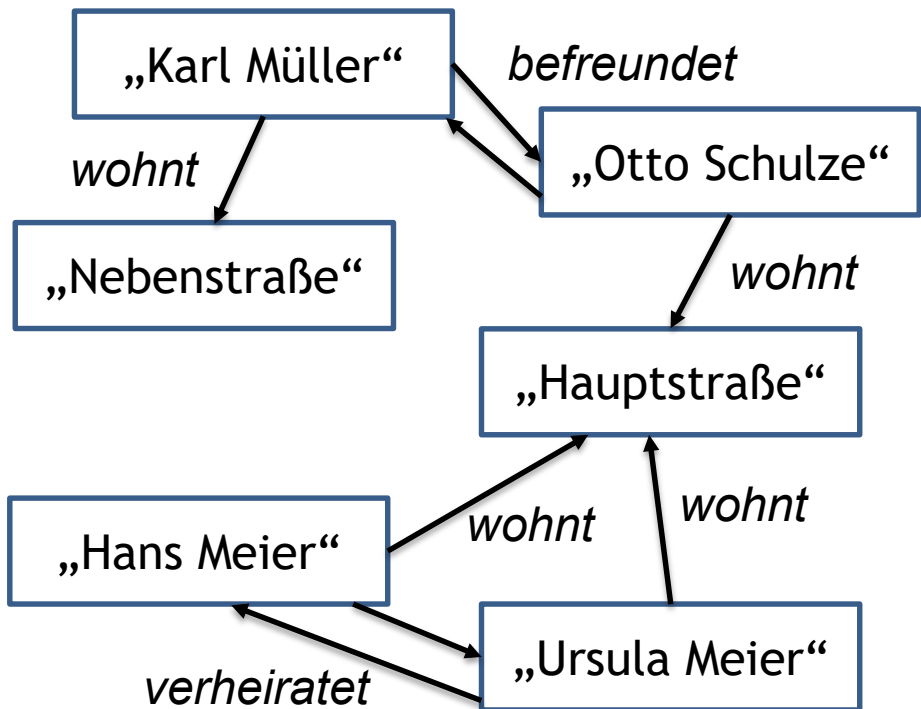 „Karl Müller“
befreundet
wohnt
„Otto Schulze“
„Nebenstraße“
wohnt
„Hauptstraße“
wohnt
wohnt
„Hans Meier“
„Ursula Meier“
verheiratet